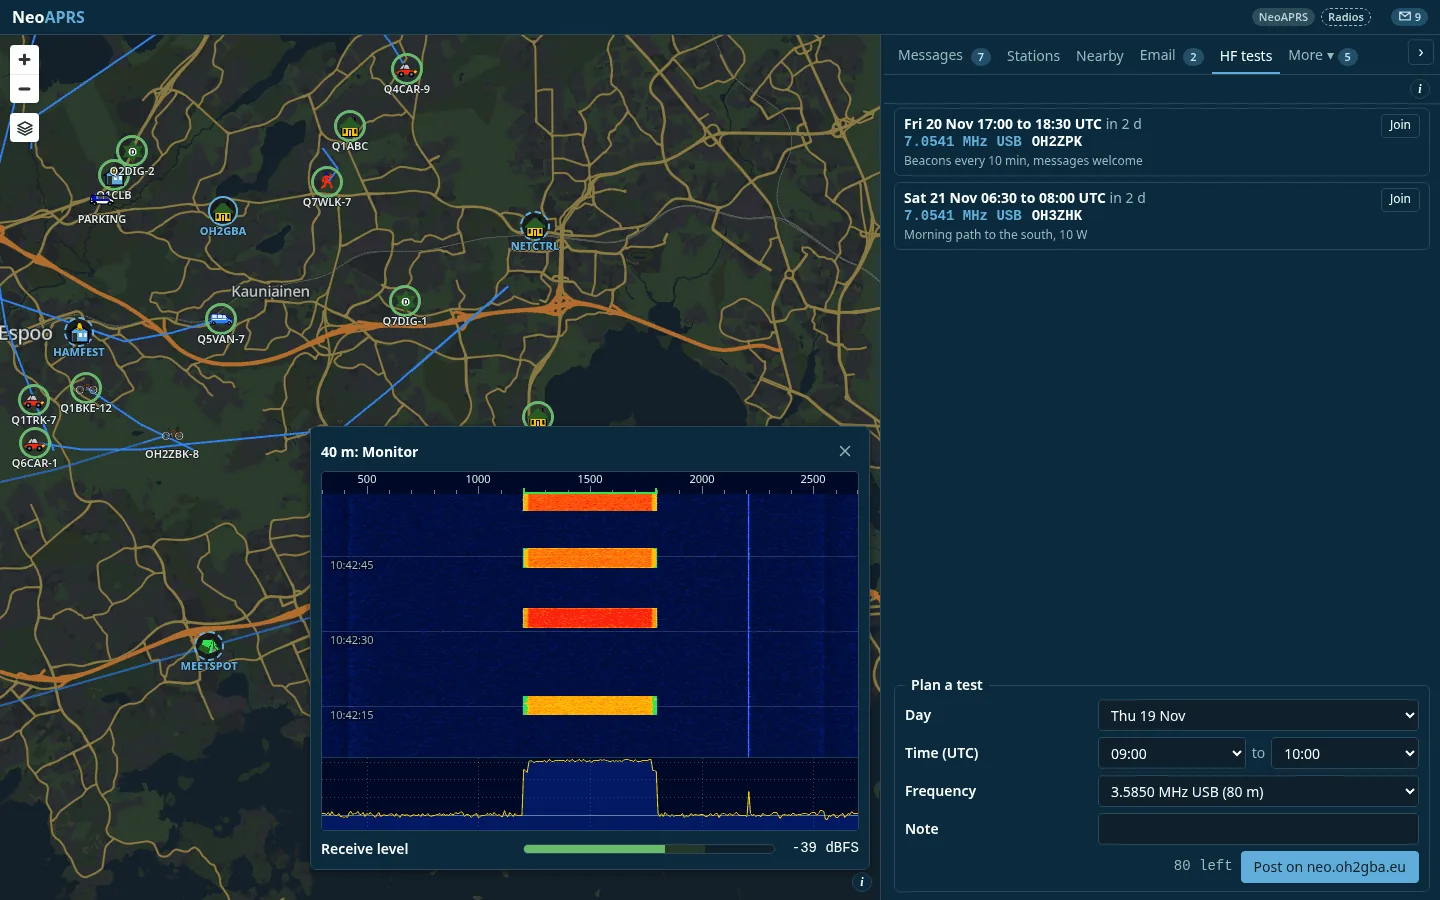 NeoAPRS
NeoAPRS
Radios
9
Messages 7
Stations
Nearby
Email 2
HF tests
More ▾ 5
›
i
+
−
Q4CAR-9
Q1ABC
Q2DIG-2
Q1CLB
PARKING
Q7WLK-7
OH2GBA
NETCTRL
Kauniainen
Q7DIG-1
Q5VAN-7
Espoo
HAMFEST
Q1BKE-12
Q1TRK-7
OH2ZBK-8
Q6CAR-1
MEETSPOT
40 m: Monitor
500 1000 1500 2000 2500
10:42:45
10:42:30
10:42:15
Receive level -39 dBFS
i
Fri 20 Nov 17:00 to 18:30 UTC in 2 d
Join
7.0541 MHz USB OH2ZPK
Beacons every 10 min, messages welcome
Sat 21 Nov 06:30 to 08:00 UTC in 2 d
Join
7.0541 MHz USB OH3ZHK
Morning path to the south, 10 W
Plan a test
Day Thu 19 Nov
Time (UTC) 09:00 to 10:00
Frequency 3.5850 MHz USB (80 m)
Note
80 left Post on neo.oh2gba.eu